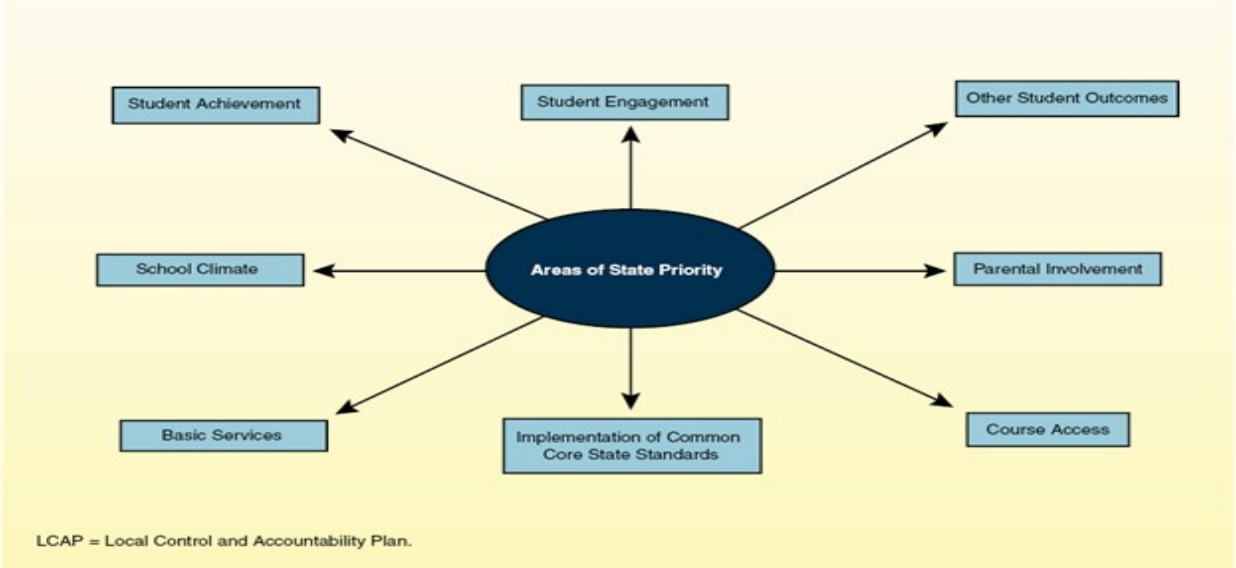 Student Achievement
Student Engagement
Other Student Outcomes
School Climate
Areas of State Priority
Parental Involvement
Basic Services
Implementation of Common
Core State Standards
Course Access
LCAP = Local Control and Accountability Plan.